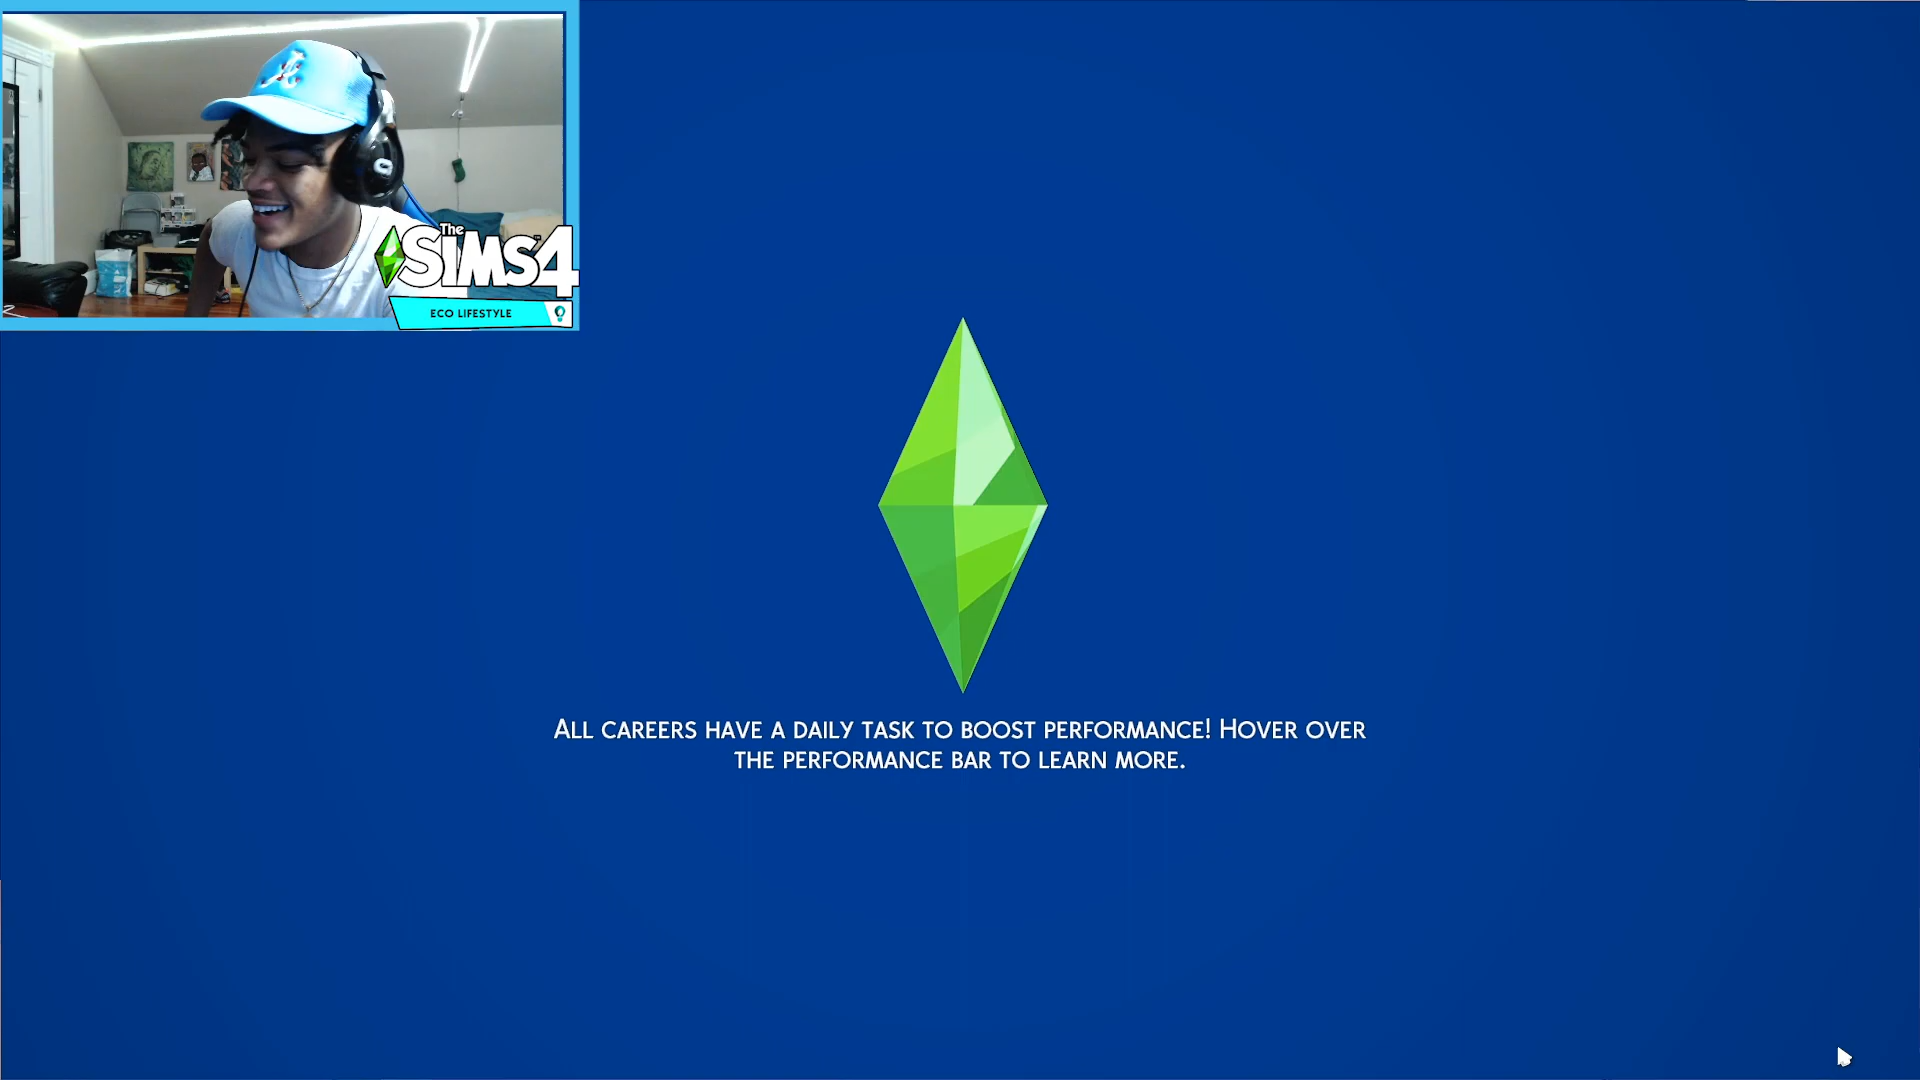 The
SIMS4
ECO LIFESTYLE
ALL CAREERS HAVE A DAILY TASK TO BOOST PERFORMANCE! HOVER OVER
THE PERFORMANCE BAR TO LEARN MORE.